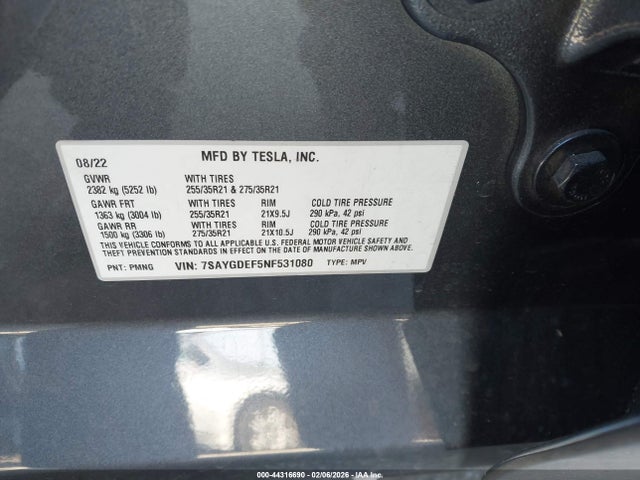 08/22 MFD BY TESLA, INC.
GVWR WITH TIRES
2382 kg (5252 lb) 255/35R21 & 275/35R21
GAWR FRT WITH TIRES RIM COLD TIRE PRESSURE
1363 kg (3004 lb) 255/35R21 21X9.5J 290 kPa, 42 psi
GAWR RR WITH TIRES RIM COLD TIRE PRESSURE
1500 kg (3306 lb) 275/35R21 21X10.5J 290 kPa, 42 psi
THIS VEHICLE CONFORMS TO ALL APPLICABLE U.S. FEDERAL MOTOR VEHICLE SAFETY AND
THEFT PREVENTION STANDARDS IN EFFECT ON THE DATE OF MANUFACTURE SHOWN ABOVE.
PNT: PMNG VIN: 7SAYGDEF5NF531080 TYPE: MPV
000-44316690 - 02/06/2026 - IAAI.COM